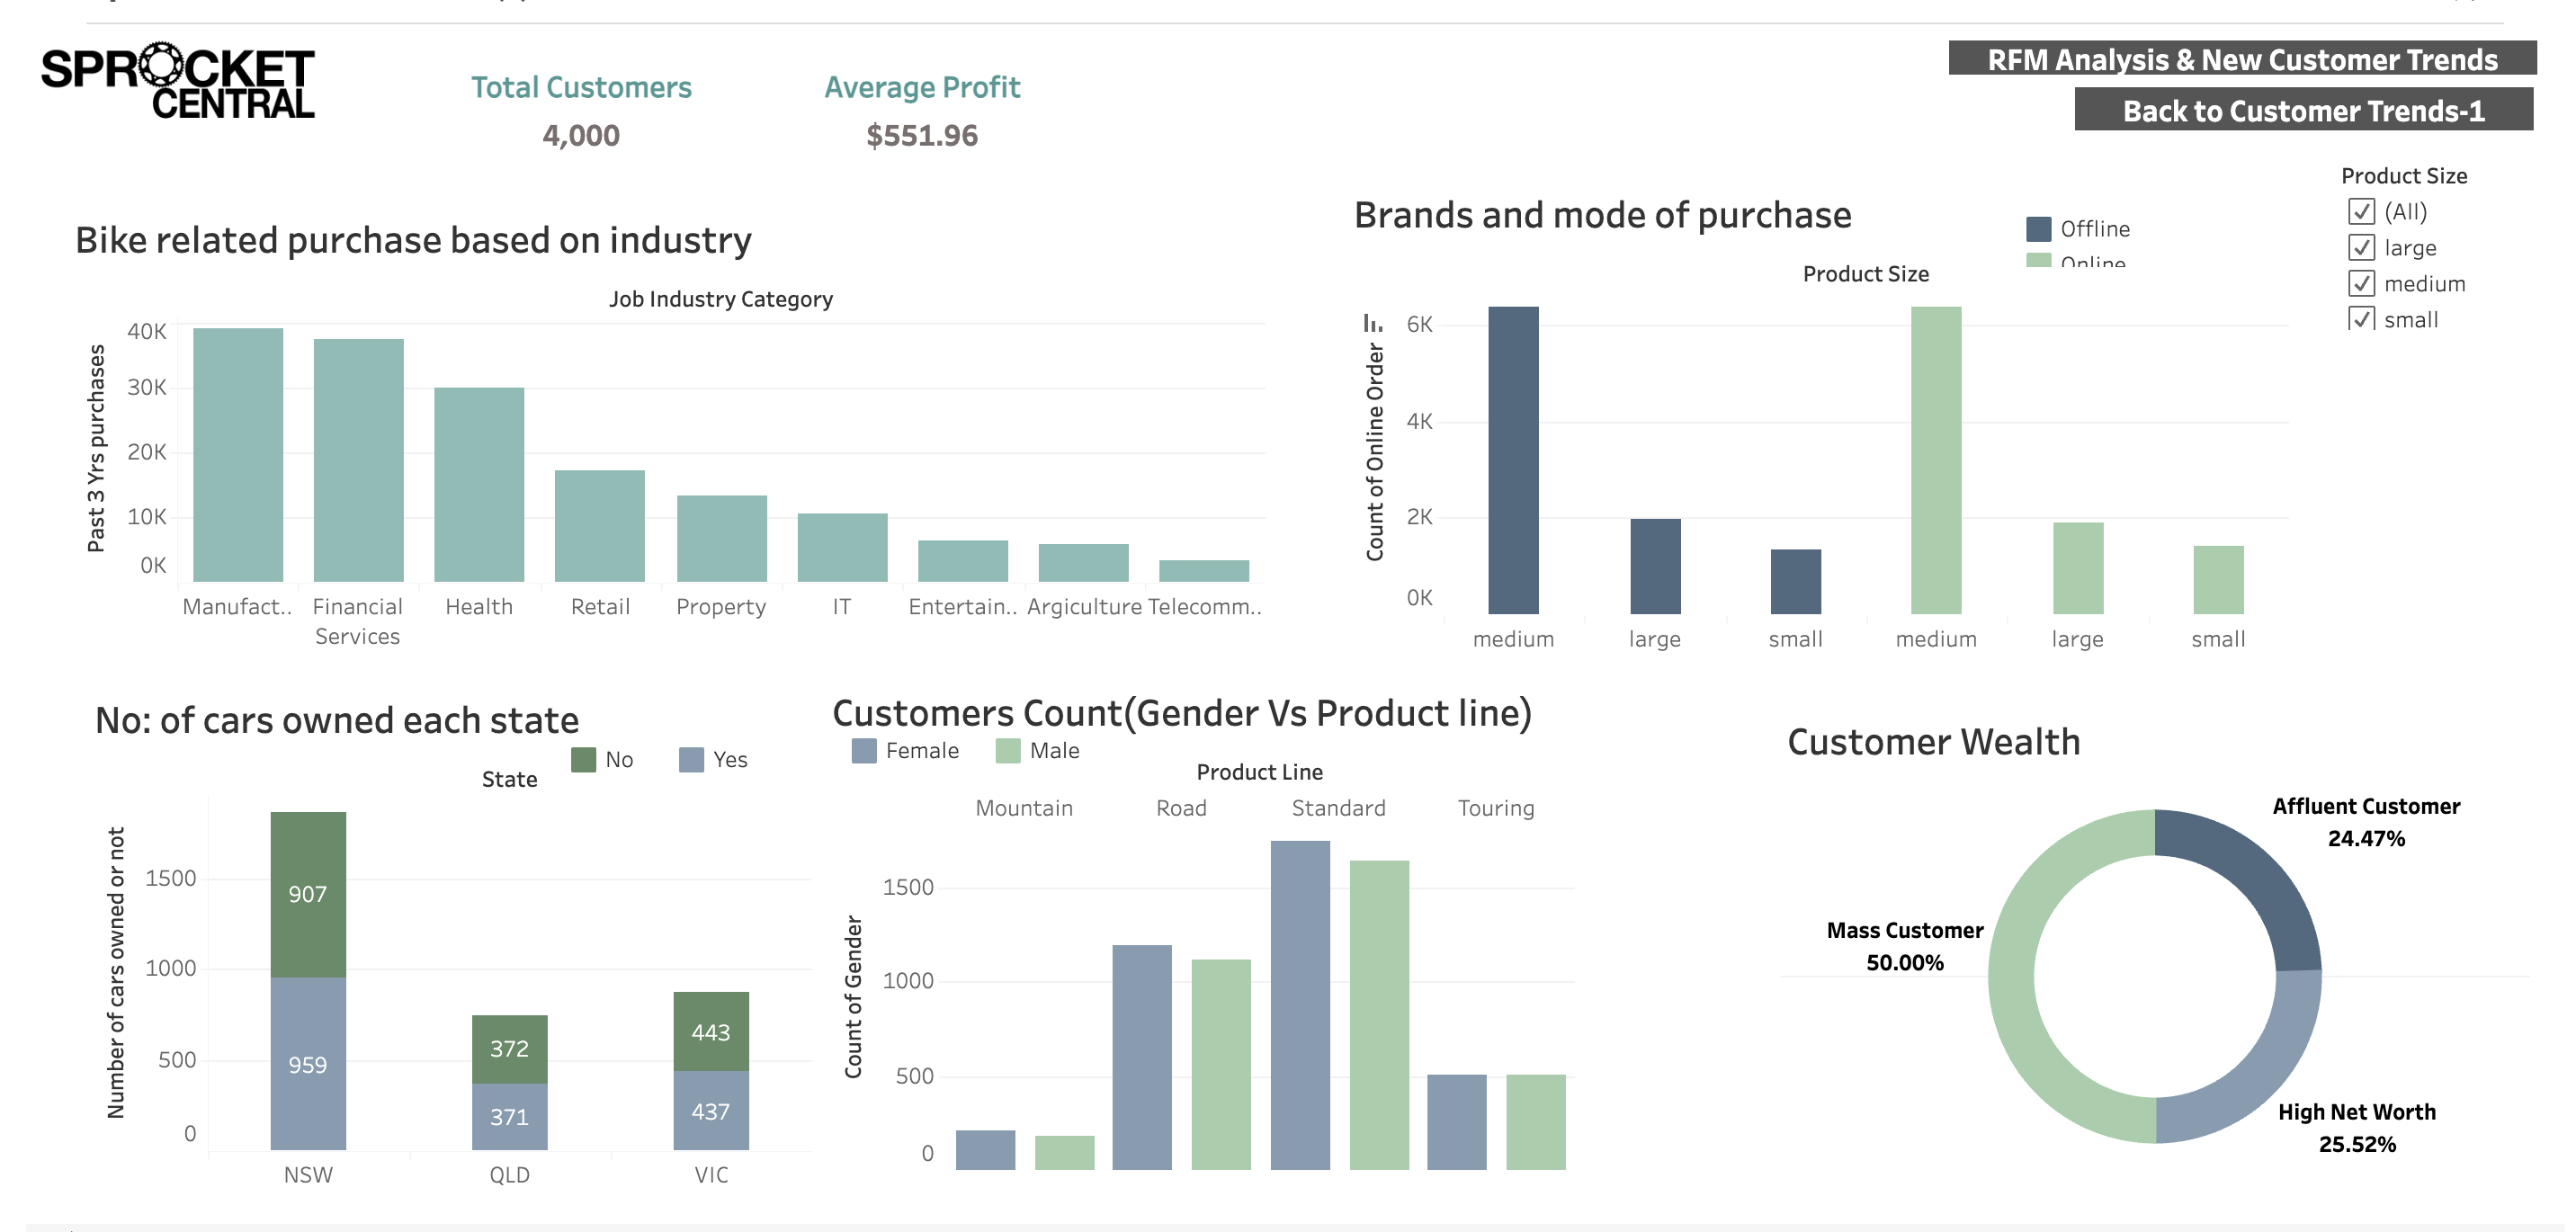 SPROCKET
CENTRAL
Total Customers
4,000
Average Profit
$551.96
RFM Analysis & New Customer Trends
Back to Customer Trends-1
Product Size
(All)
large
medium
small
Bike related purchase based on industry
Job Industry Category
Past 3 Yrs purchases
40K
30K
20K
10K
0K
Manufact..
Financial
Services
Health
Retail
Property
IT
Entertain..
Argiculture
Telecomm..
Brands and mode of purchase
Offline
Online
Product Size
Count of Online Order
6K
4K
2K
0K
medium
large
small
medium
large
small
No: of cars owned each state
No
Yes
State
Number of cars owned or not
1500
1000
500
0
907
959
372
371
443
437
NSW
QLD
VIC
Customers Count(Gender Vs Product line)
Female
Male
Product Line
Mountain
Road
Standard
Touring
Count of Gender
1500
1000
500
0
Customer Wealth
Affluent Customer
24.47%
Mass Customer
50.00%
High Net Worth
25.52%